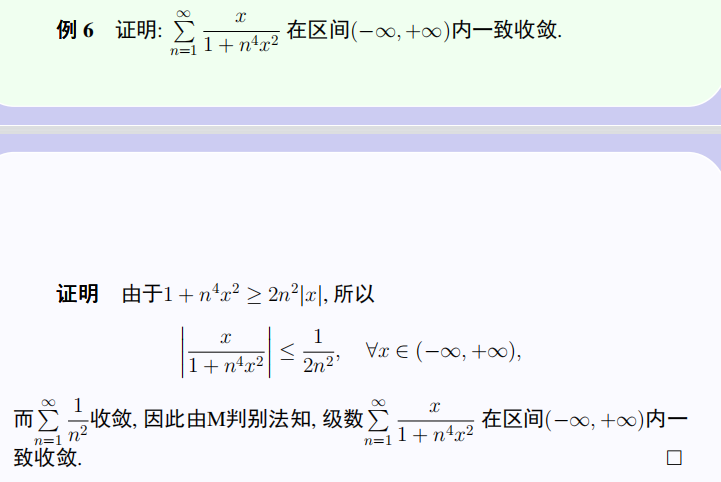 例 6 证明: $\sum_{n=1}^{\infty} \frac{x}{1+n^4x^2}$ 在区间$(-\infty,+\infty)$内一致收敛.
证明 由于$1+n^4x^2 \geq 2n^2|x|$, 所以
$\left|\frac{x}{1+n^4x^2}\right| \leq \frac{1}{2n^2}, \quad \forall x \in (-\infty,+\infty),$
而$\sum_{n=1}^{\infty} \frac{1}{n^2}$收敛, 因此由M判别法知, 级数$\sum_{n=1}^{\infty} \frac{x}{1+n^4x^2}$ 在区间$(-\infty,+\infty)$内一
致收敛. □